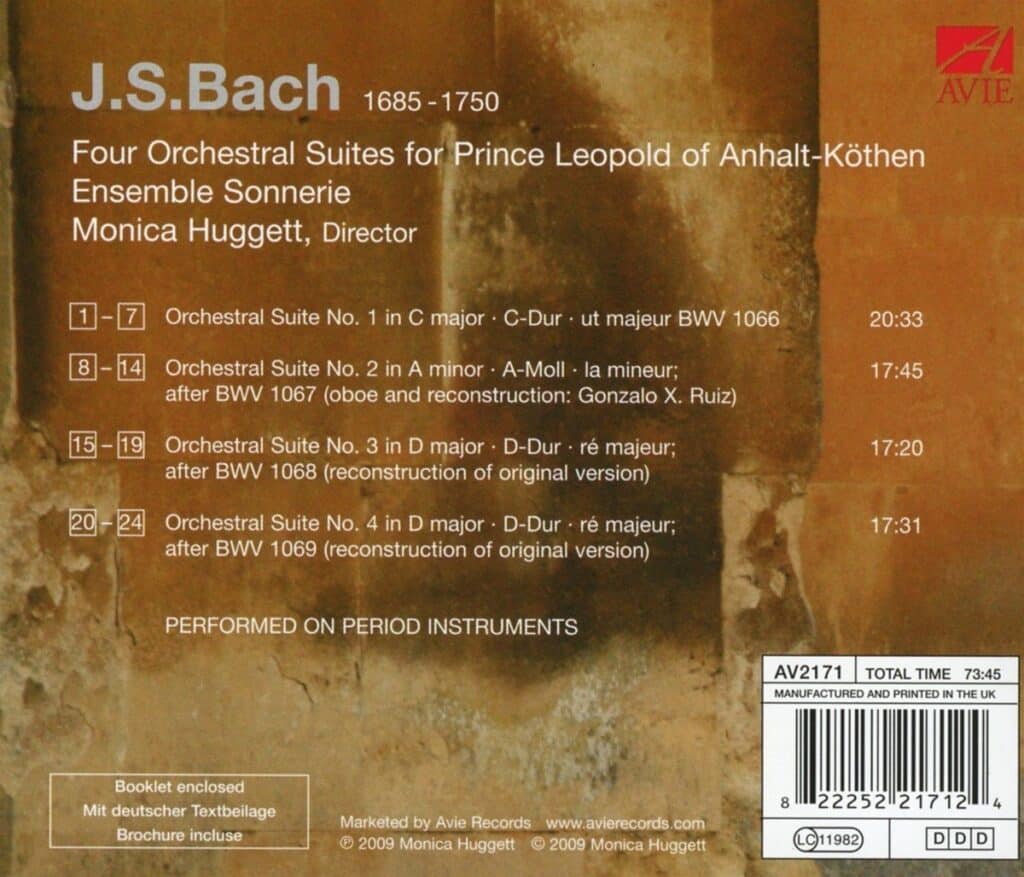 J.S.Bach 1685 - 1750
AVIE
Four Orchestral Suites for Prince Leopold of Anhalt-Köthen
Ensemble Sonnerie
Monica Huggett, Director
1 – 7 Orchestral Suite No. 1 in C major · C-Dur · ut majeur BWV 1066 20:33
8 – 14 Orchestral Suite No. 2 in A minor · A-Moll · la mineur; 17:45
after BWV 1067 (oboe and reconstruction: Gonzalo X. Ruiz)
15 – 19 Orchestral Suite No. 3 in D major · D-Dur · ré majeur; 17:20
after BWV 1068 (reconstruction of original version)
20 – 24 Orchestral Suite No. 4 in D major · D-Dur · ré majeur; 17:31
after BWV 1069 (reconstruction of original version)
PERFORMED ON PERIOD INSTRUMENTS
AV2171 TOTAL TIME 73:45
MANUFACTURED AND PRINTED IN THE UK
8 22252 21712 4
LC 11982 DDD
Booklet enclosed
Mit deutscher Textbeilage
Brochure incluse
Marketed by Avie Records www.avierecords.com
℗ 2009 Monica Huggett © 2009 Monica Huggett